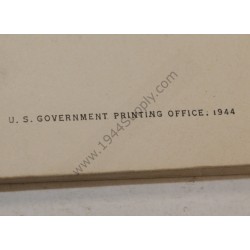 U. S. GOVERNMENT PRINTING OFFICE; 1944
www.1944Supply.com